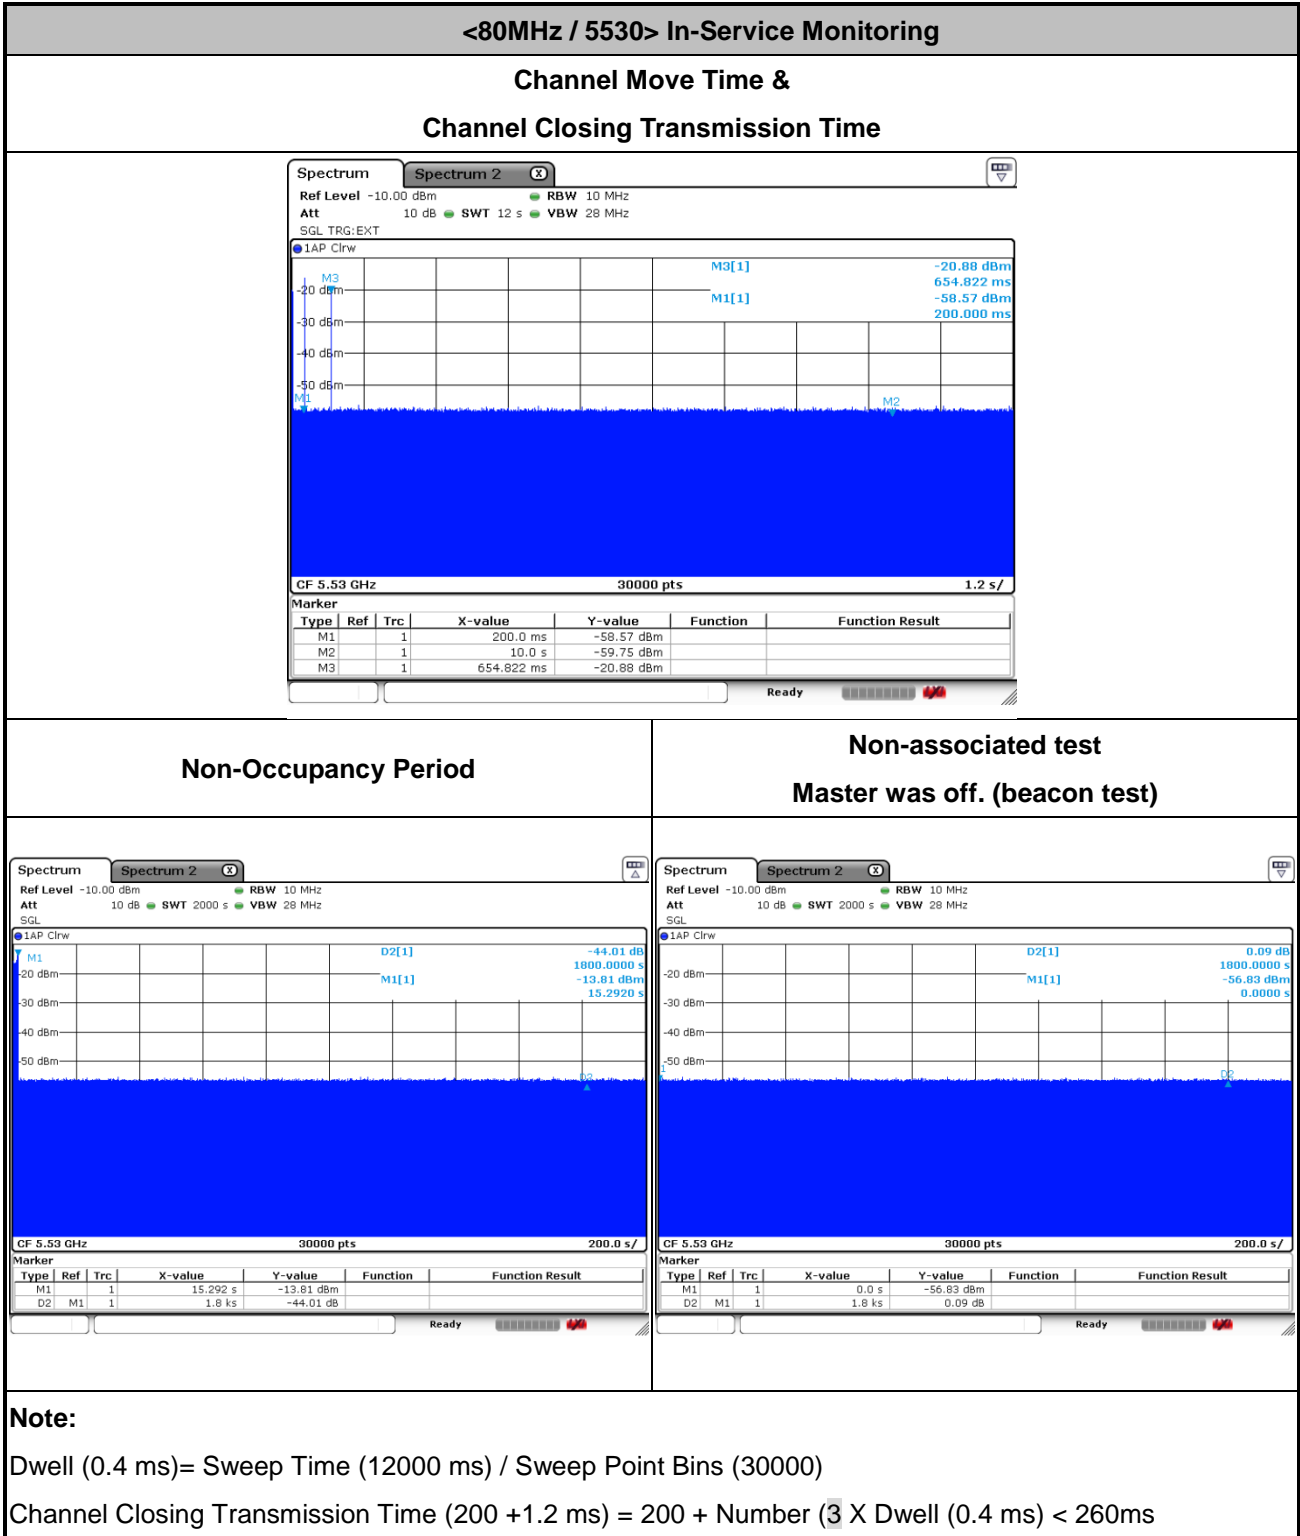 <80MHz / 5530> In-Service Monitoring
Channel Move Time &
Channel Closing Transmission Time
Spectrum
Spectrum 2
X
Ref Level -10.00 dBm
RBW 10 MHz
Att 10 dB
SWT 12 s
VBW 28 MHz
SGL TRG:EXT
1AP Clrw
M3[1] -20.88 dBm
654.822 ms
M1[1] -58.57 dBm
200.000 ms
M3
-20 dBm
-30 dBm
-40 dBm
-50 dBm
M1
M2
CF 5.53 GHz 30000 pts 1.2 s/
Marker
Type Ref Trc X-value Y-value Function Function Result
M1 1 200.0 ms -58.57 dBm
M2 1 10.0 s -59.75 dBm
M3 1 654.822 ms -20.88 dBm
Ready
Non-Occupancy Period
Non-associated test
Master was off. (beacon test)
Spectrum
Spectrum 2
X
Ref Level -10.00 dBm
RBW 10 MHz
Att 10 dB
SWT 2000 s
VBW 28 MHz
SGL
1AP Clrw
D2[1] -44.01 dB
1800.0000 s
M1[1] -13.81 dBm
15.2920 s
M1
-20 dBm
-30 dBm
-40 dBm
-50 dBm
D2
CF 5.53 GHz 30000 pts 200.0 s/
Marker
Type Ref Trc X-value Y-value Function Function Result
M1 1 15.292 s -13.81 dBm
D2 M1 1 1.8 ks -44.01 dB
Ready
Spectrum
Spectrum 2
X
Ref Level -10.00 dBm
RBW 10 MHz
Att 10 dB
SWT 2000 s
VBW 28 MHz
SGL
1AP Clrw
D2[1] 0.09 dB
1800.0000 s
M1[1] -56.83 dBm
0.0000 s
-20 dBm
-30 dBm
-40 dBm
-50 dBm
1
D2
CF 5.53 GHz 30000 pts 200.0 s/
Marker
Type Ref Trc X-value Y-value Function Function Result
M1 1 0.0 s -56.83 dBm
D2 M1 1 1.8 ks 0.09 dB
Ready
Note:
Dwell (0.4 ms)= Sweep Time (12000 ms) / Sweep Point Bins (30000)
Channel Closing Transmission Time (200 +1.2 ms) = 200 + Number (3 X Dwell (0.4 ms) < 260ms